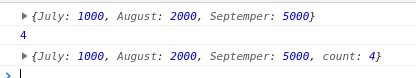 ▶ {July: 1000, August: 2000, Septemper: 5000}
4
▶ {July: 1000, August: 2000, Septemper: 5000, count: 4}
>